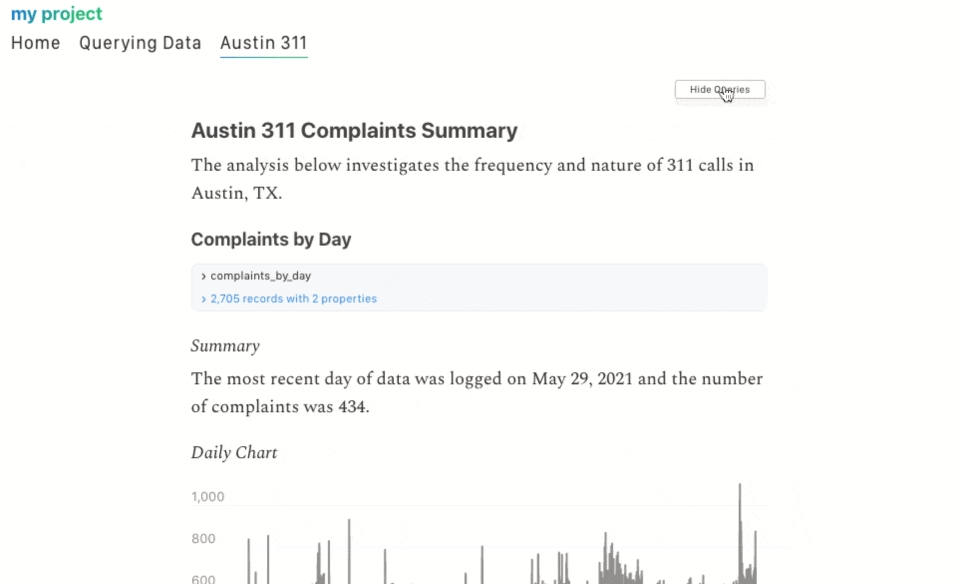 my project
Home Querying Data Austin 311
Hide Queries
Austin 311 Complaints Summary
The analysis below investigates the frequency and nature of 311 calls in
Austin, TX.
Complaints by Day
> complaints_by_day
> 2,705 records with 2 properties
Summary
The most recent day of data was logged on May 29, 2021 and the number
of complaints was 434.
Daily Chart
1,000
800
600